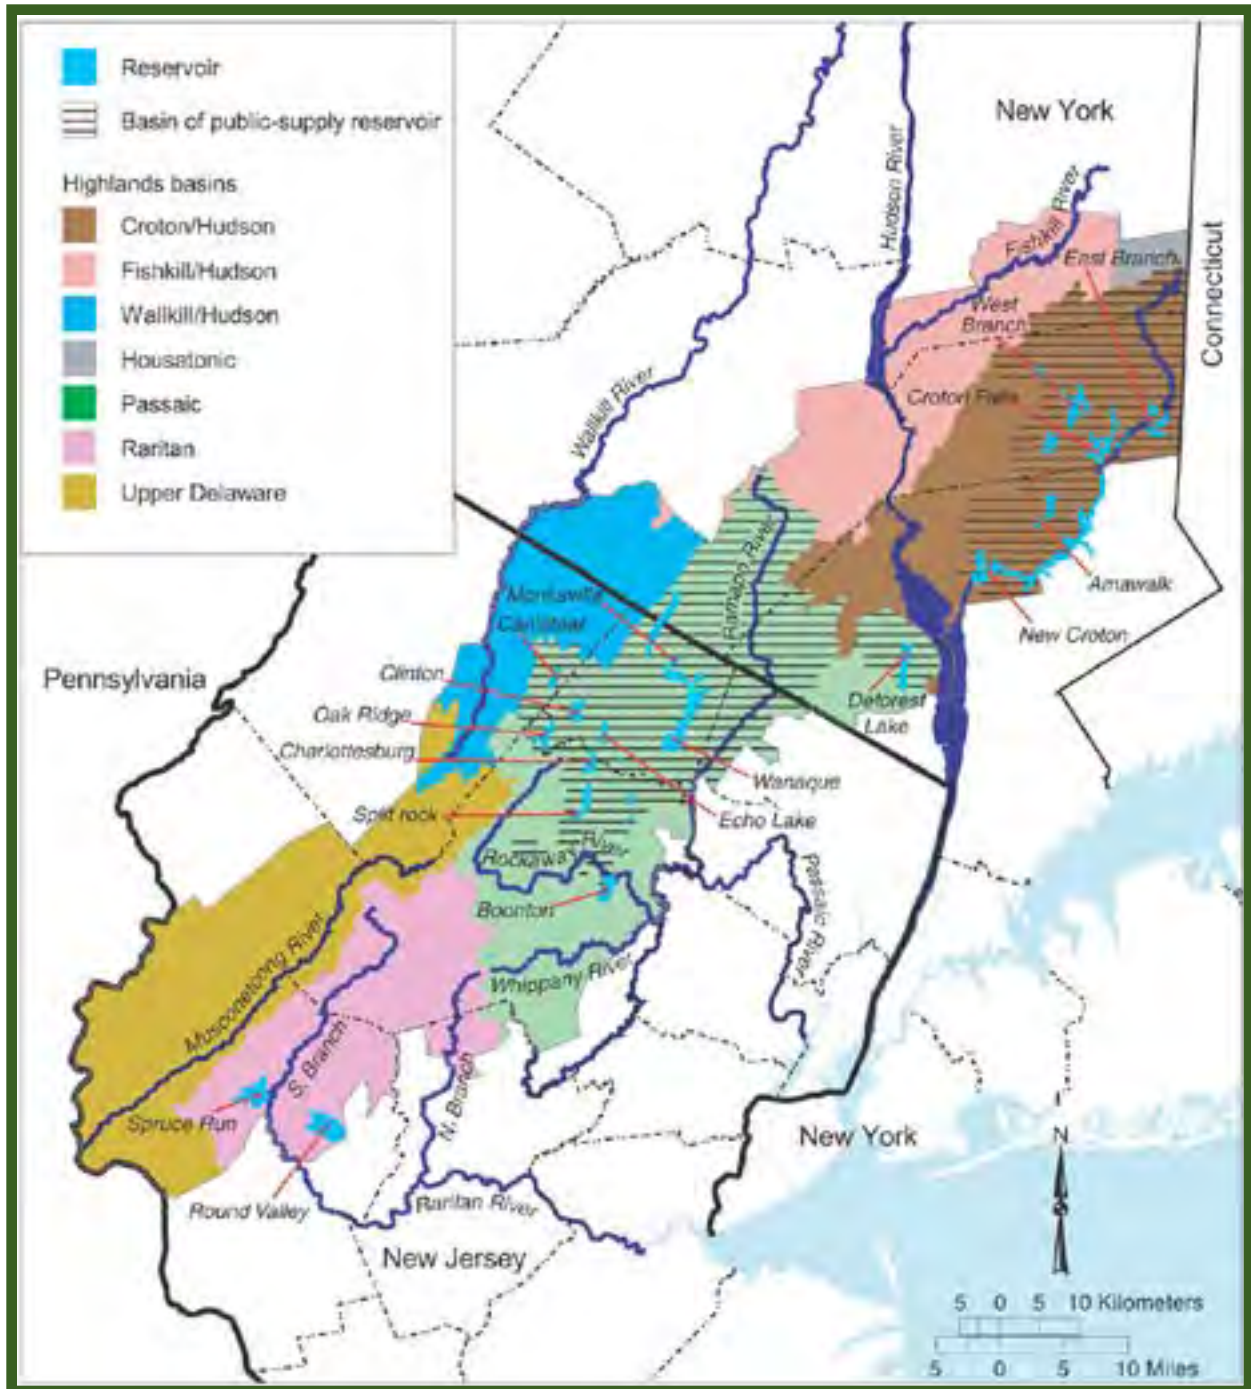 Reservoir
Basin of public-supply reservoir
Highlands basins
Croton/Hudson
Fishkill/Hudson
Wallkill/Hudson
Housatonic
Passaic
Raritan
Upper Delaware
New York
Hudson River
Fishkill River
East Branch
Connecticut
West
Branch
Croton Falls
Wallkill River
Ramapo River
Amawalk
New Croton
Monksville
Canistear
Clinton
Pennsylvania
Deforest
Lake
Oak Ridge
Charlottesburg
Wanaque
Split rock
Echo Lake
Rockaway River
Passaic River
Boonton
Whippany River
Musconetcong River
S. Branch
N. Branch
Spruce Run
New York
N
Round Valley
Raritan River
New Jersey
5 0 5 10 Kilometers
5 0 5 10 Miles